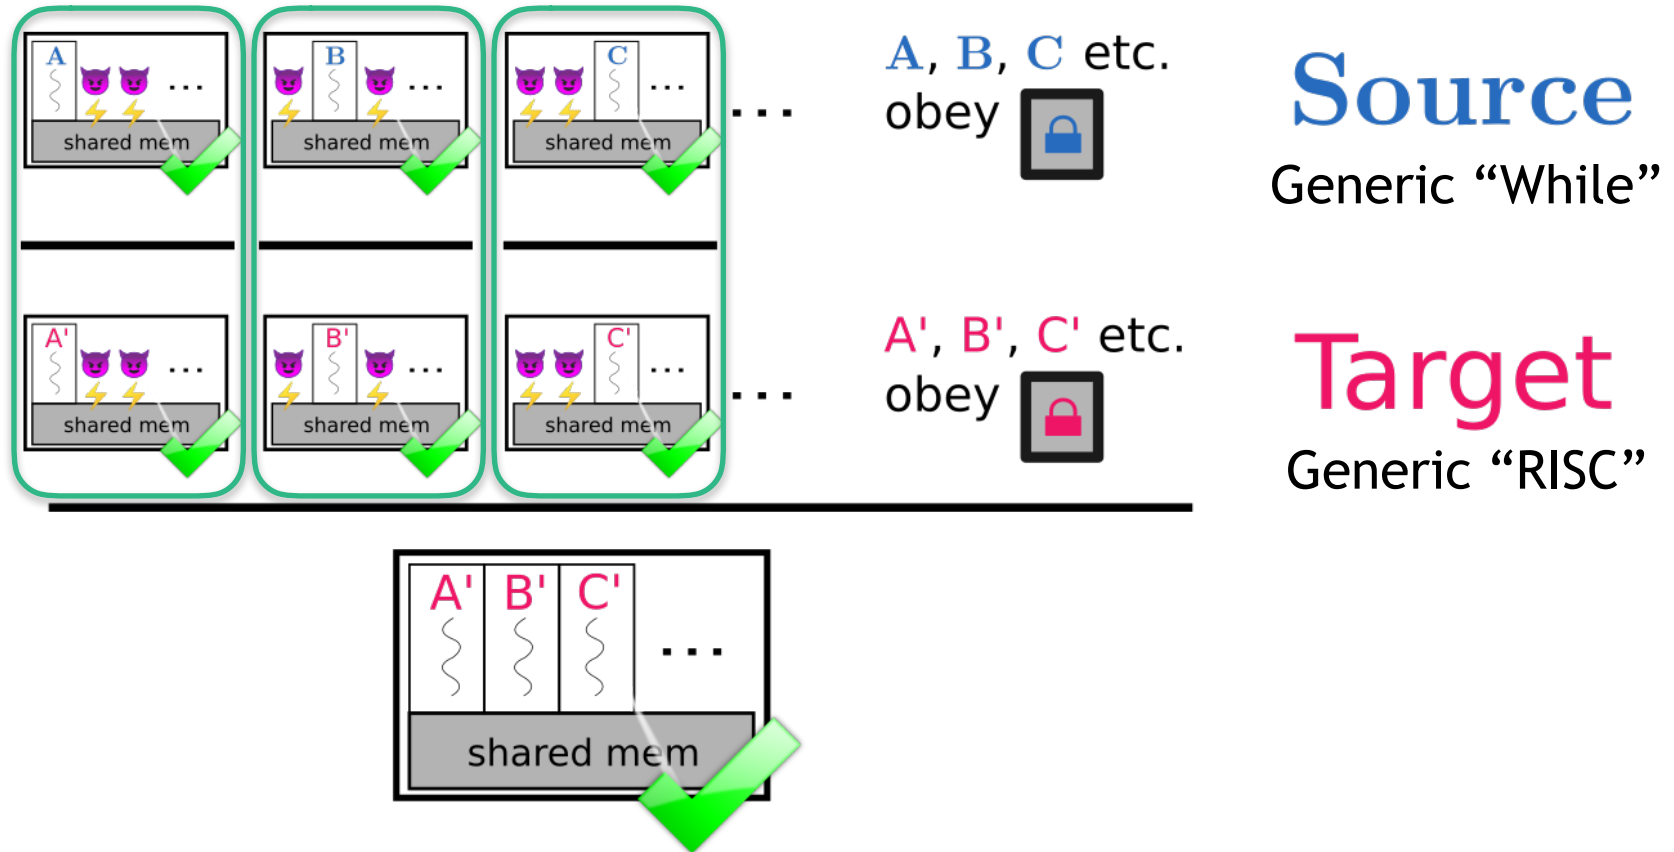 A B C
shared mem shared mem shared mem ...
A, B, C etc.
obey
Source
Generic “While”
A' B' C'
shared mem shared mem shared mem ...
A', B', C' etc.
obey
Target
Generic “RISC”
A' B' C' ...
shared mem